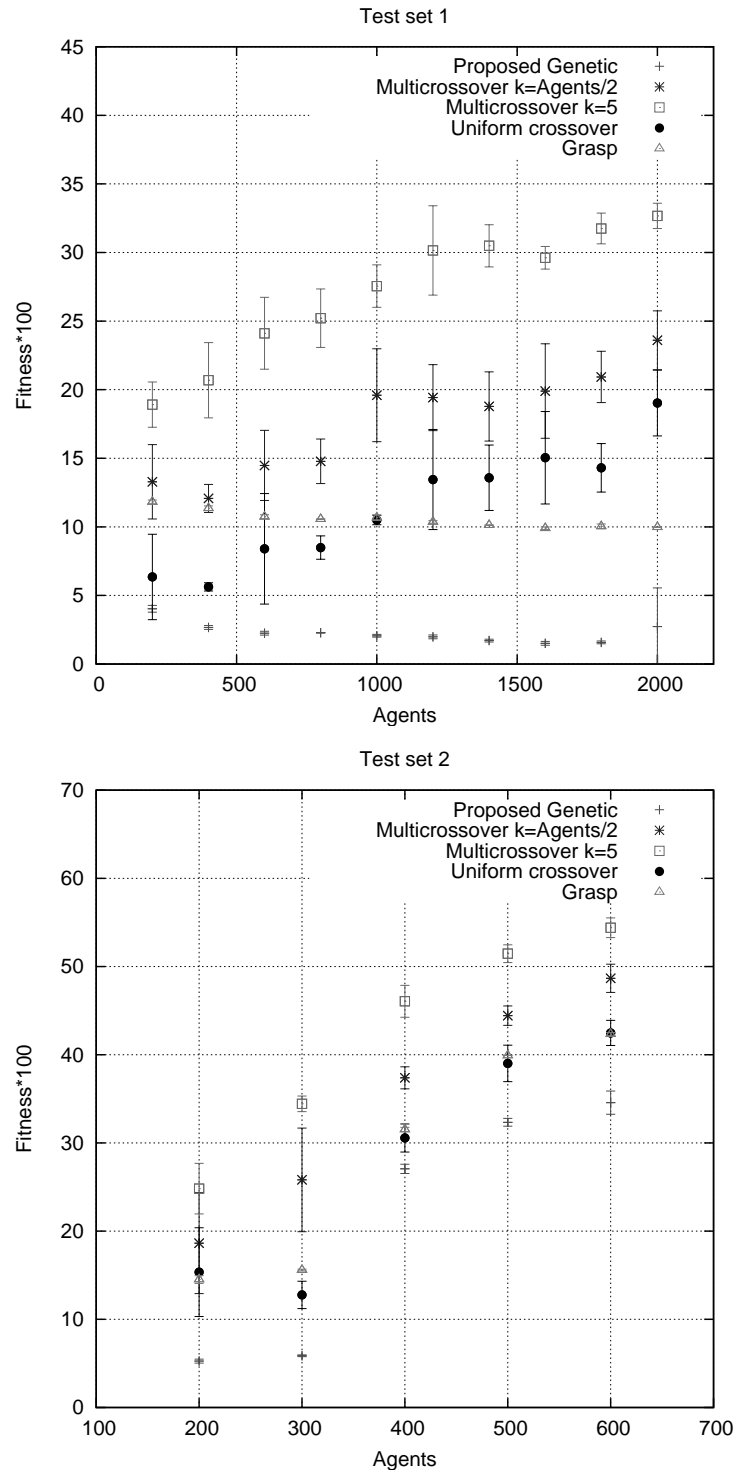 Test set 1
45
40
35
30
25
20
15
10
5
0
Fitness*100
Proposed Genetic
Multicrossover k=Agents/2
Multicrossover k=5
Uniform crossover
Grasp
0 500 1000 1500 2000
Agents
Test set 2
70
60
50
40
30
20
10
0
Fitness*100
Proposed Genetic
Multicrossover k=Agents/2
Multicrossover k=5
Uniform crossover
Grasp
100 200 300 400 500 600 700
Agents